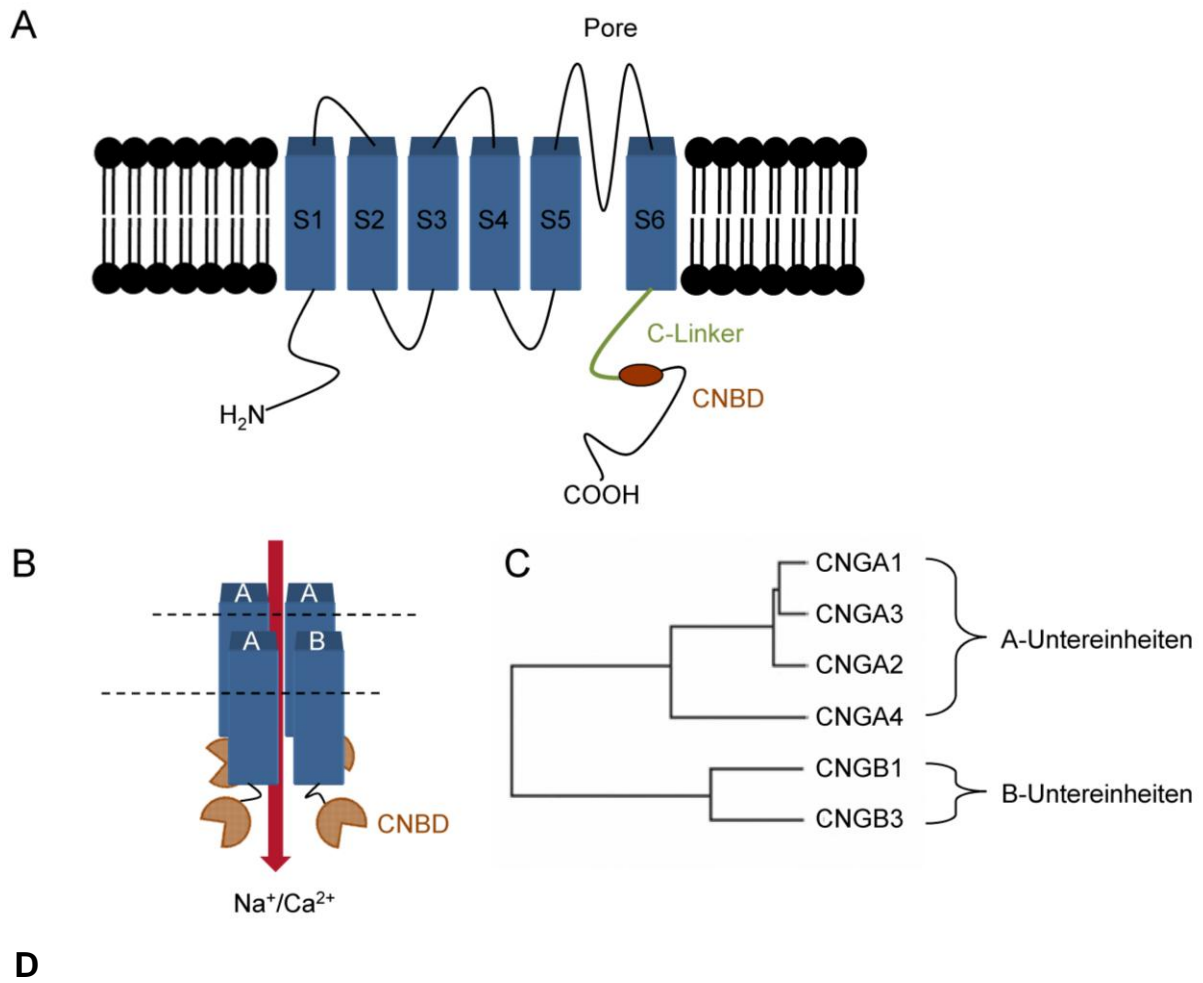 A
Pore
S1 S2 S3 S4 S5 S6
C-Linker
CNBD
H₂N
COOH
B
A A
A B
CNBD
Na⁺/Ca²⁺
C
CNGA1
CNGA3
CNGA2
CNGA4
A-Untereinheiten
CNGB1
CNGB3
B-Untereinheiten
D